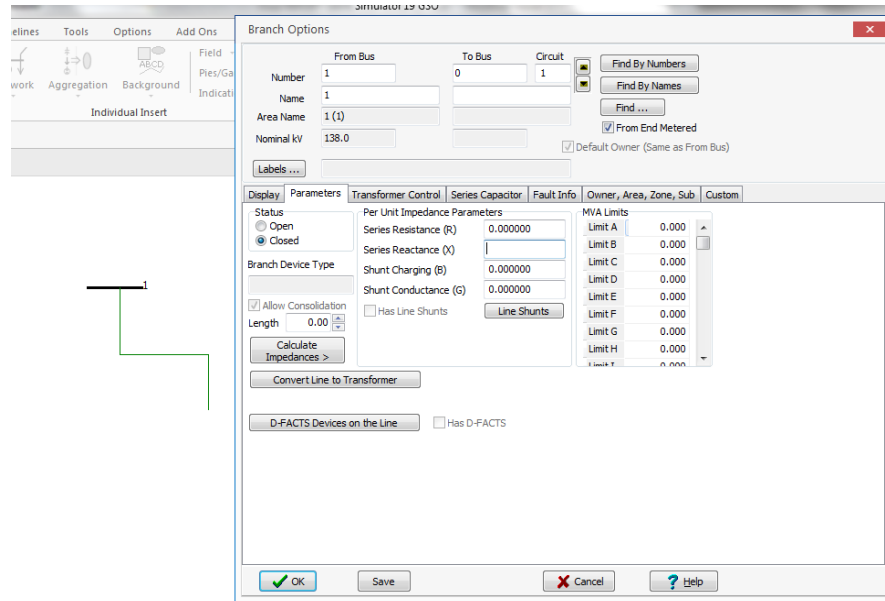 Simulator 19 GSO
elines Tools Options Add Ons
Branch Options
Field
ABCD
Pies/Ga
work Aggregation Background
Indicati
Individual Insert
From Bus To Bus Circuit
Number 1 0 1 Find By Numbers
Name 1 Find By Names
Area Name 1 (1) Find ...
From End Metered
Nominal kV 138.0
Default Owner (Same as From Bus)
Labels ...
Display Parameters Transformer Control Series Capacitor Fault Info Owner, Area, Zone, Sub Custom
Status
Open
Closed
Branch Device Type
Allow Consolidation
Length 0.00
Calculate
Impedances >
Per Unit Impedance Parameters
Series Resistance (R) 0.000000
Series Reactance (X)
Shunt Charging (B) 0.000000
Shunt Conductance (G) 0.000000
Has Line Shunts Line Shunts
MVA Limits
Limit A 0.000
Limit B 0.000
Limit C 0.000
Limit D 0.000
Limit E 0.000
Limit F 0.000
Limit G 0.000
Limit H 0.000
Limit I 0.000
Convert Line to Transformer
D-FACTS Devices on the Line Has D-FACTS
1
OK Save Cancel ? Help